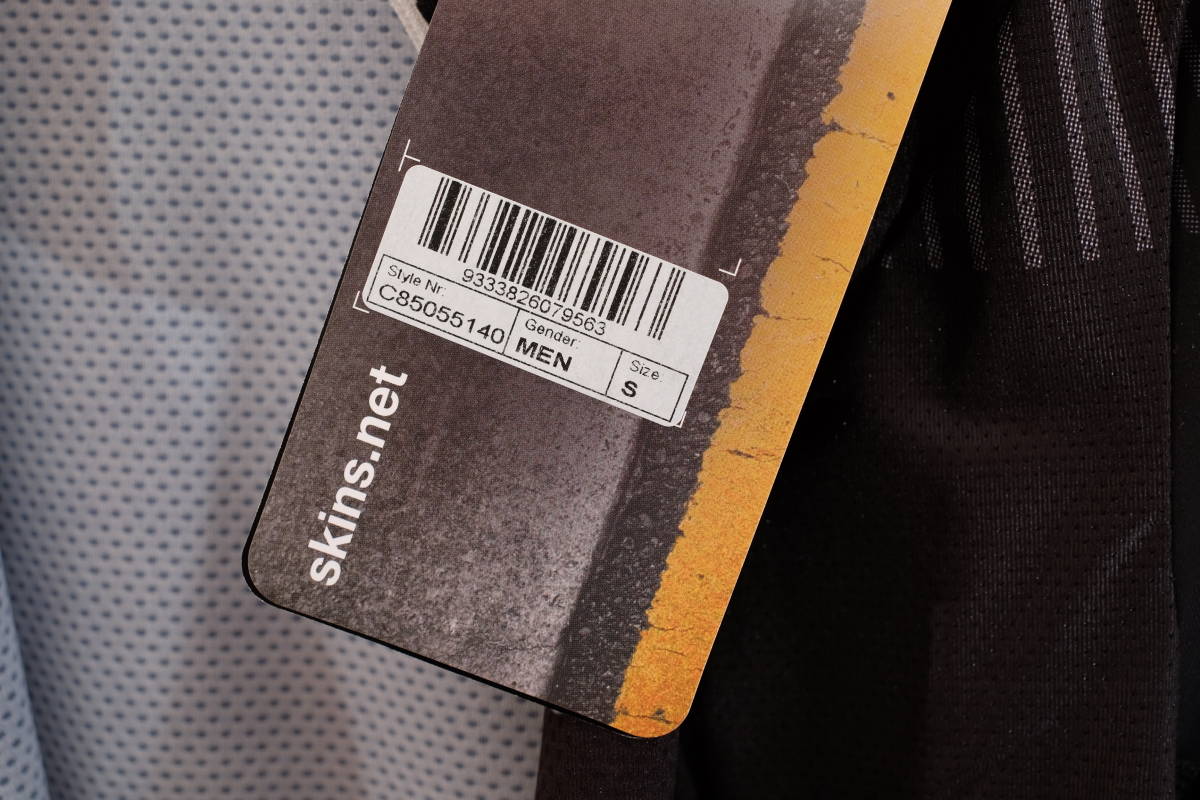 9333826079563
Style Nr:
C85055140
Gender:
MEN
Size:
S
skins.net